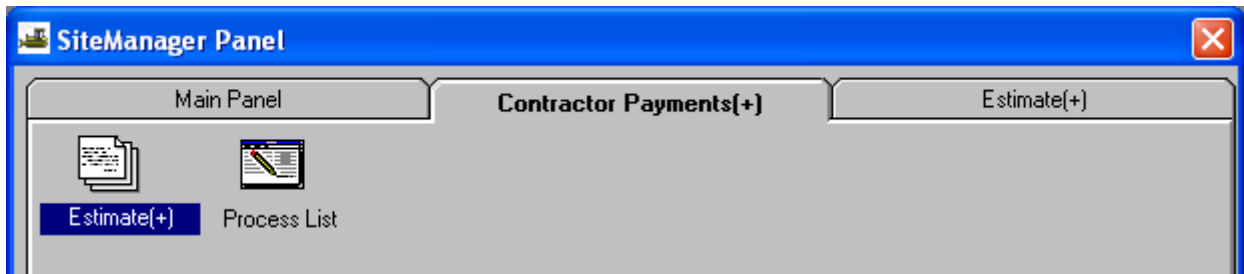 SiteManager Panel
Main Panel Contractor Payments(+) Estimate(+)
Estimate(+) Process List